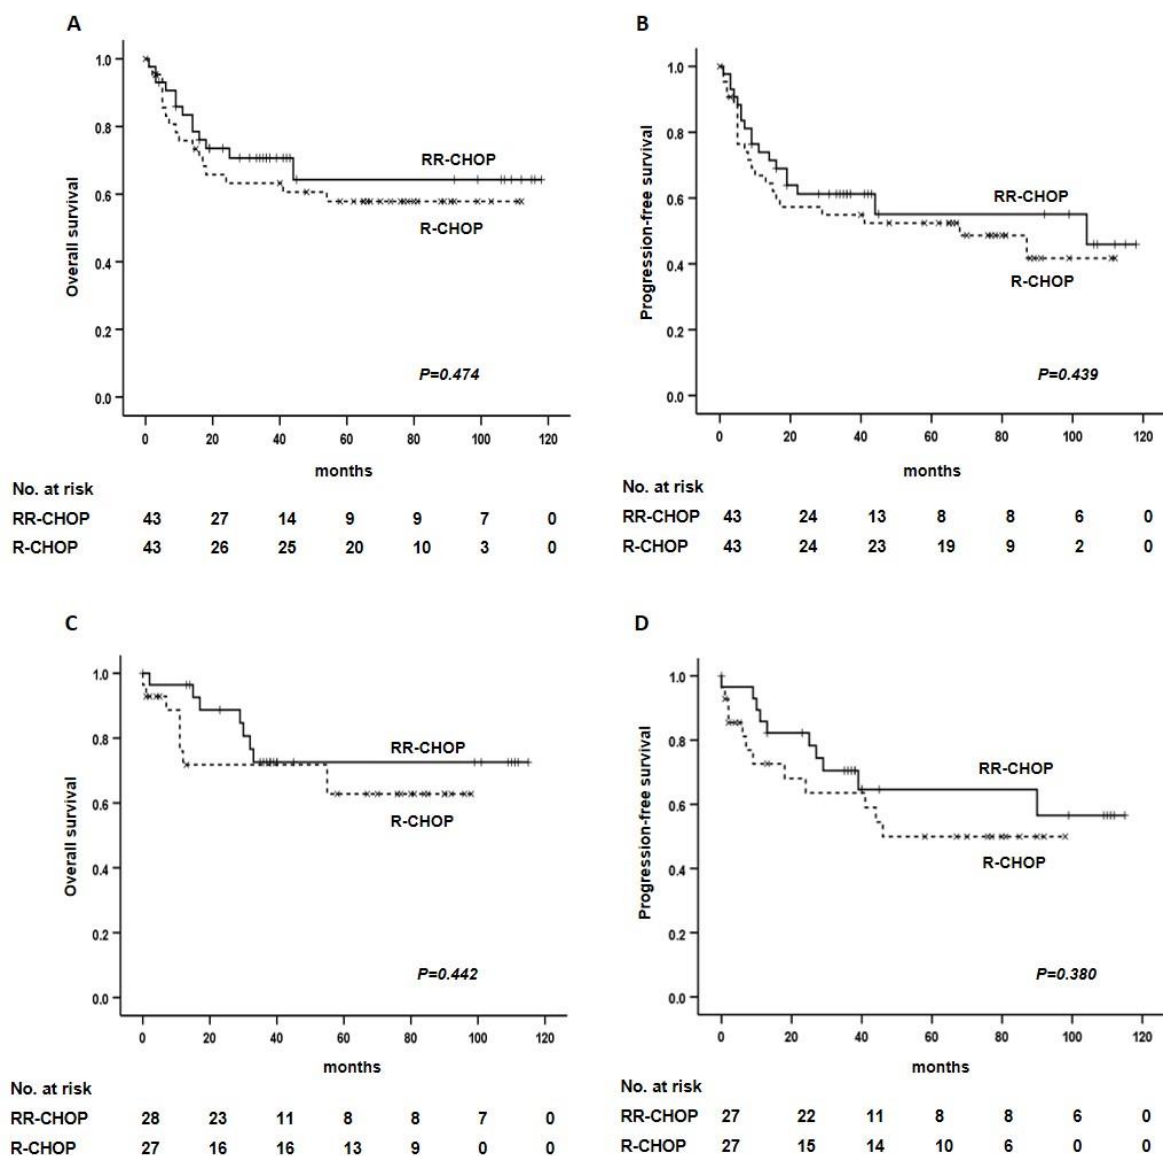 A
Overall survival
1.0
0.8
0.6
0.4
0.2
0.0
RR-CHOP
R-CHOP
P=0.474
0 20 40 60 80 100 120
months
No. at risk
RR-CHOP 43 27 14 9 9 7 0
R-CHOP 43 26 25 20 10 3 0
B
Progression-free survival
1.0
0.8
0.6
0.4
0.2
0.0
RR-CHOP
R-CHOP
P=0.439
0 20 40 60 80 100 120
months
No. at risk
RR-CHOP 43 24 13 8 8 6 0
R-CHOP 43 24 23 19 9 2 0
C
Overall survival
1.0
0.8
0.6
0.4
0.2
0.0
RR-CHOP
R-CHOP
P=0.442
0 20 40 60 80 100 120
months
No. at risk
RR-CHOP 28 23 11 8 8 7 0
R-CHOP 27 16 16 13 9 0 0
D
Progression-free survival
1.0
0.8
0.6
0.4
0.2
0.0
RR-CHOP
R-CHOP
P=0.380
0 20 40 60 80 100 120
months
No. at risk
RR-CHOP 27 22 11 8 8 6 0
R-CHOP 27 15 14 10 6 0 0